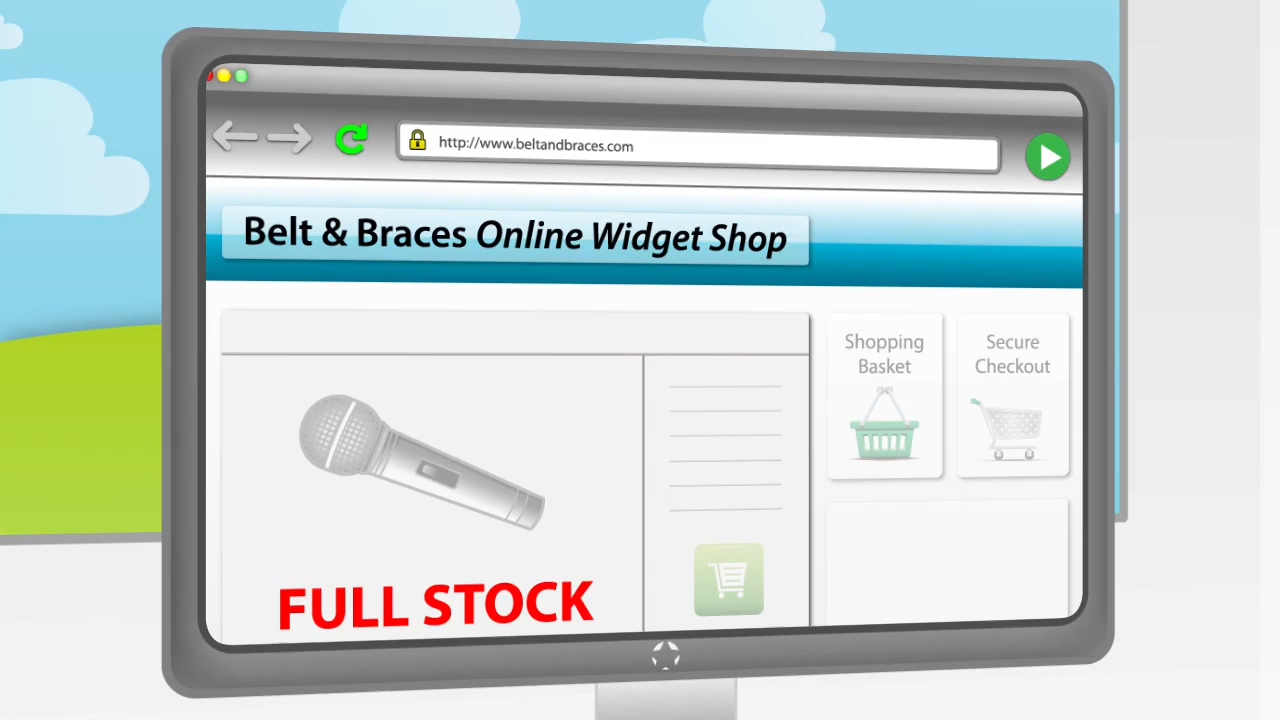 http://www.beltandbraces.com
Belt & Braces Online Widget Shop
Shopping
Basket
Secure
Checkout
FULL STOCK